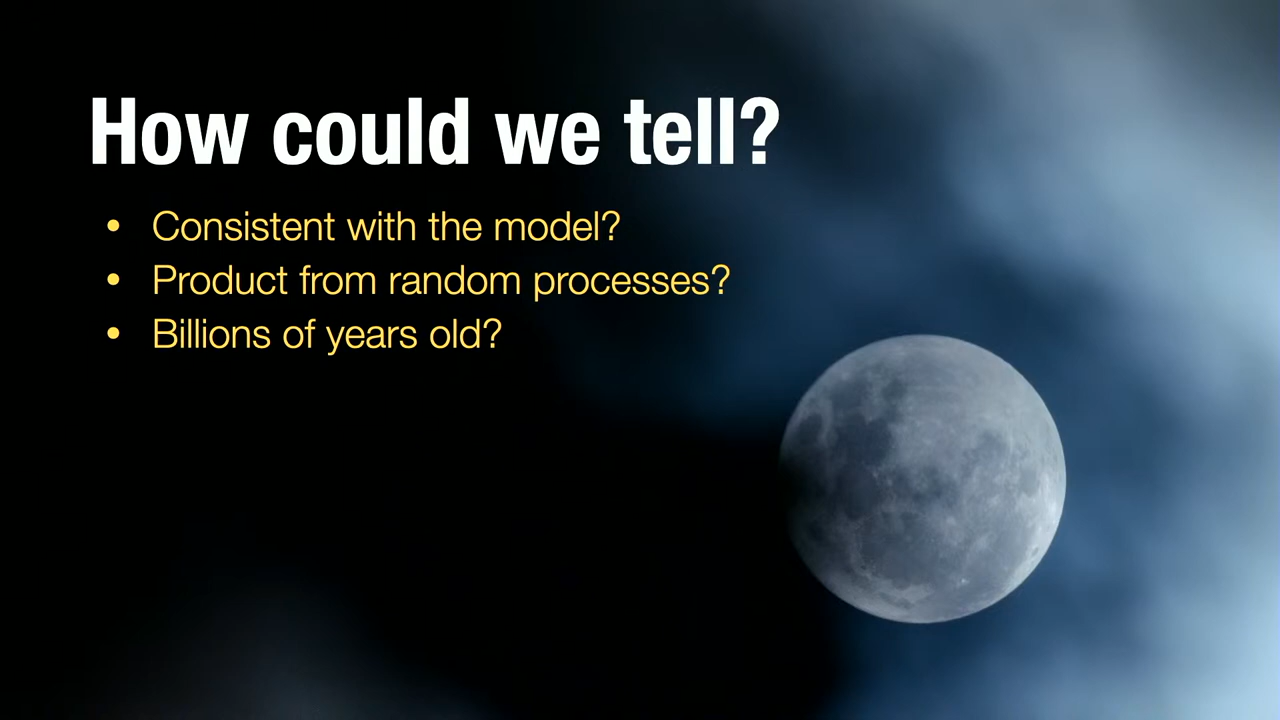 How could we tell?
• Consistent with the model?
• Product from random processes?
• Billions of years old?